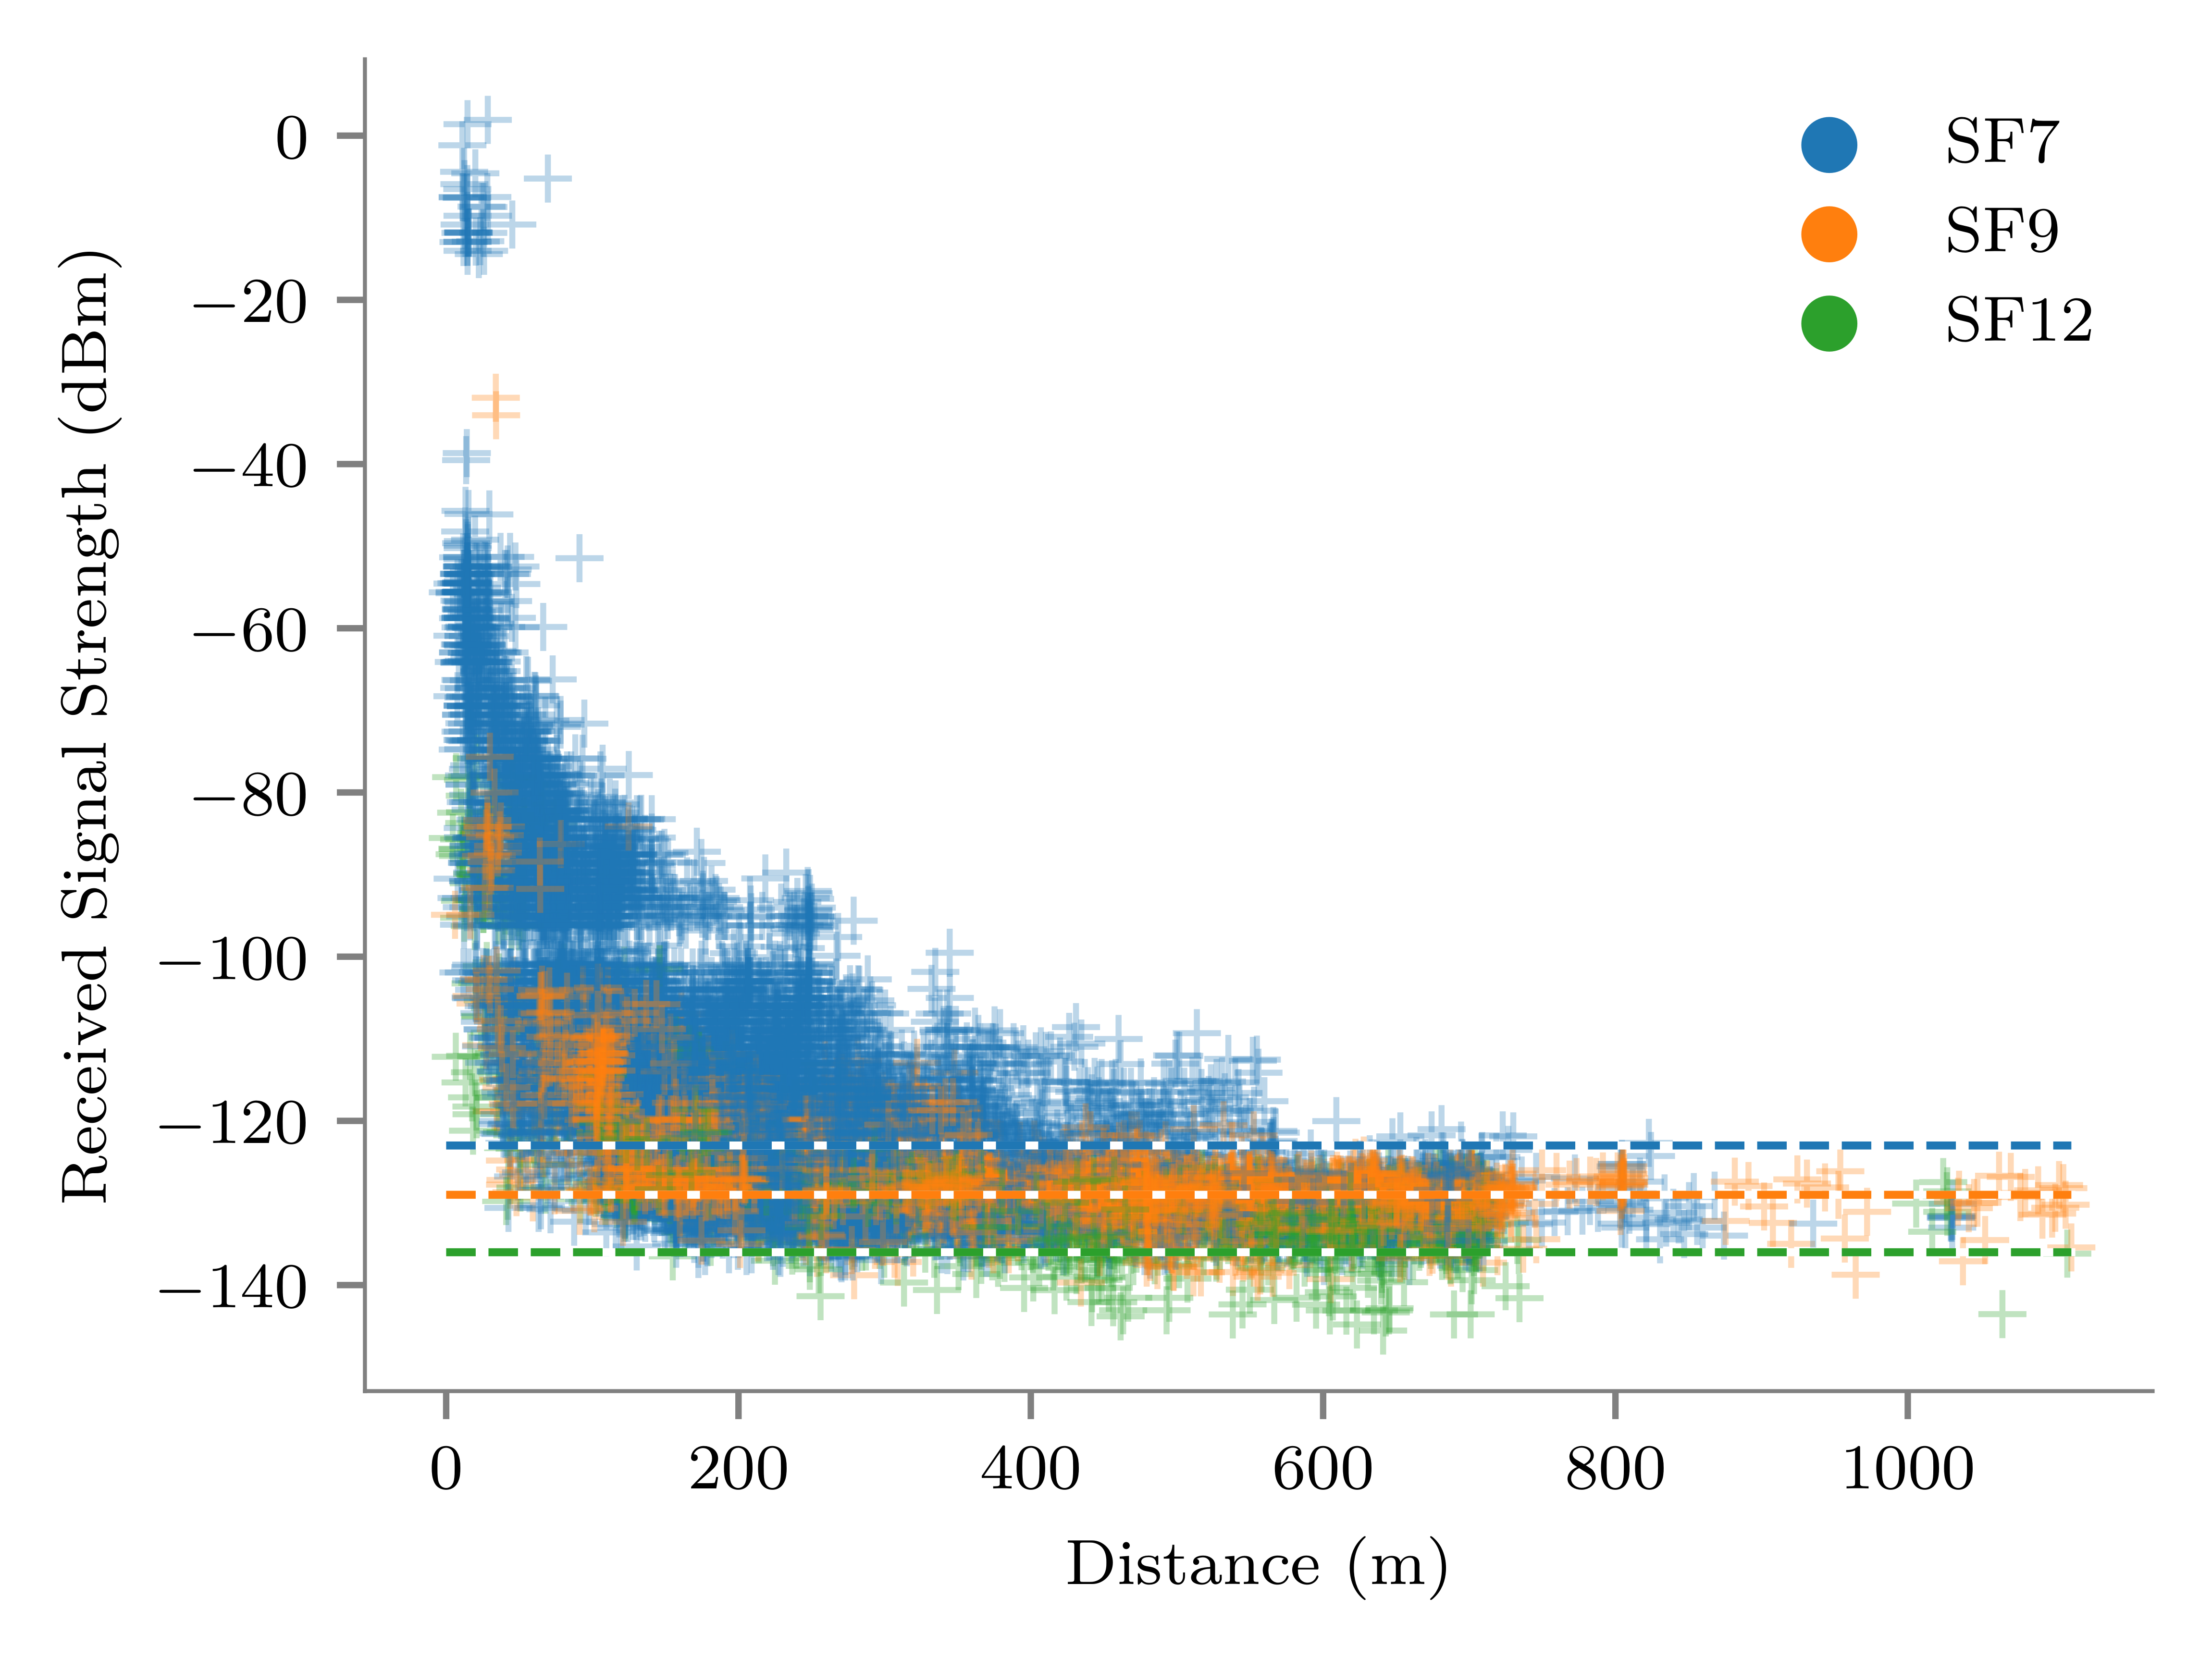 SF7
SF9
SF12
Received Signal Strength (dBm)
0
−20
−40
−60
−80
−100
−120
−140
0 200 400 600 800 1000
Distance (m)